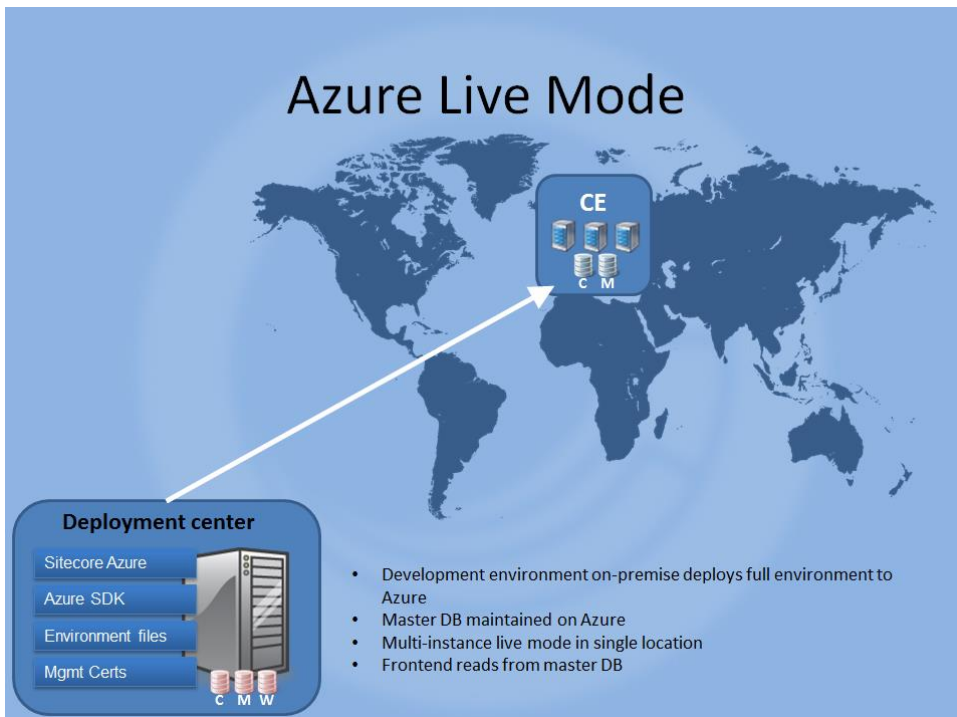 Azure Live Mode
CE
C M
Deployment center
Sitecore Azure
Azure SDK
Environment files
Mgmt Certs
C M W
• Development environment on-premise deploys full environment to
Azure
• Master DB maintained on Azure
• Multi-instance live mode in single location
• Frontend reads from master DB